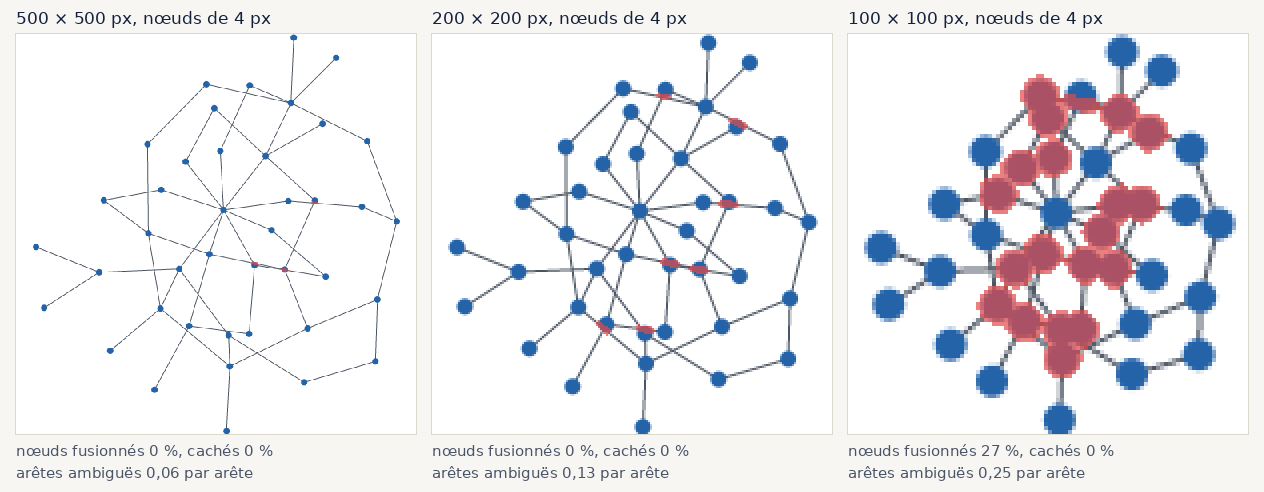 500 × 500 px, nœuds de 4 px
200 × 200 px, nœuds de 4 px
100 × 100 px, nœuds de 4 px
nœuds fusionnés 0 %, cachés 0 %
arêtes ambiguës 0,06 par arête
nœuds fusionnés 0 %, cachés 0 %
arêtes ambiguës 0,13 par arête
nœuds fusionnés 27 %, cachés 0 %
arêtes ambiguës 0,25 par arête